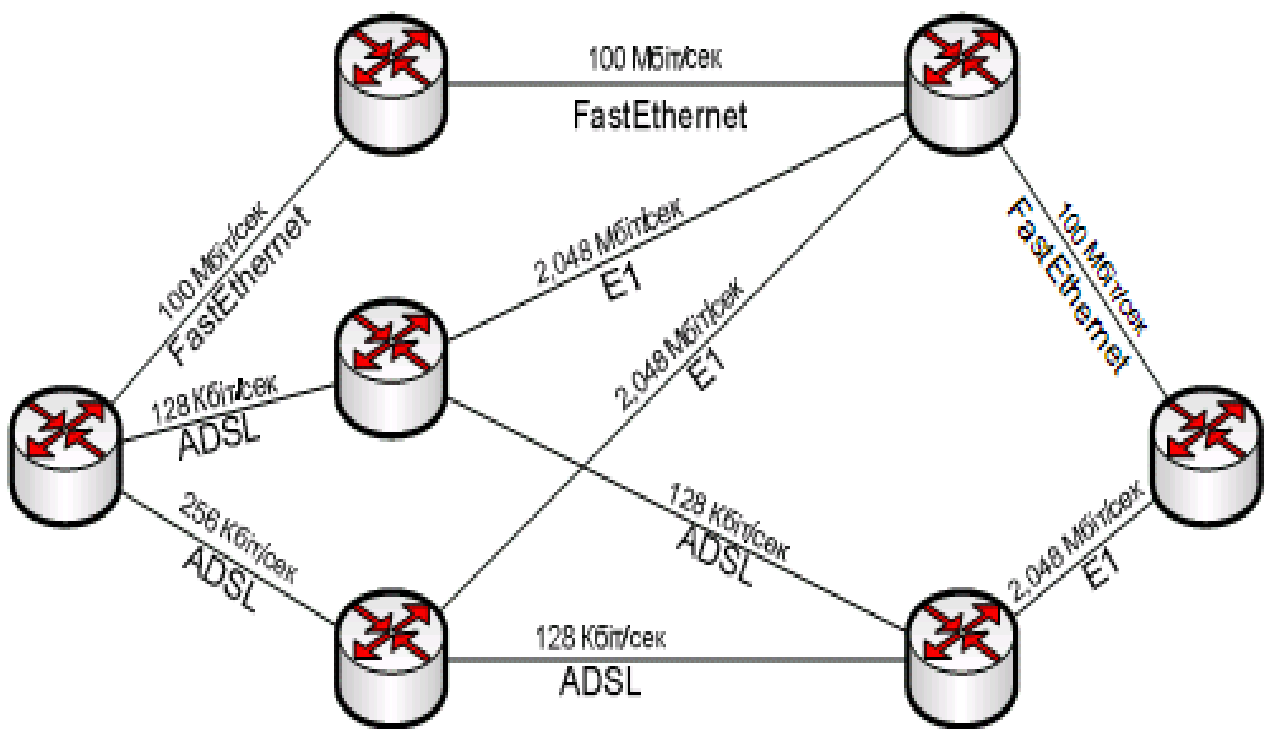 100 Мбіт/сек
FastEthernet
100 Мбіт/сек
FastEthernet
2,048 Мбіт/сек
E1
100 Мбіт/сек
FastEthernet
2,048 Мбіт/сек
E1
128 Кбіт/сек
ADSL
256 Кбіт/сек
ADSL
128 Кбіт/сек
ADSL
2,048 Мбіт/сек
E1
128 Кбіт/сек
ADSL